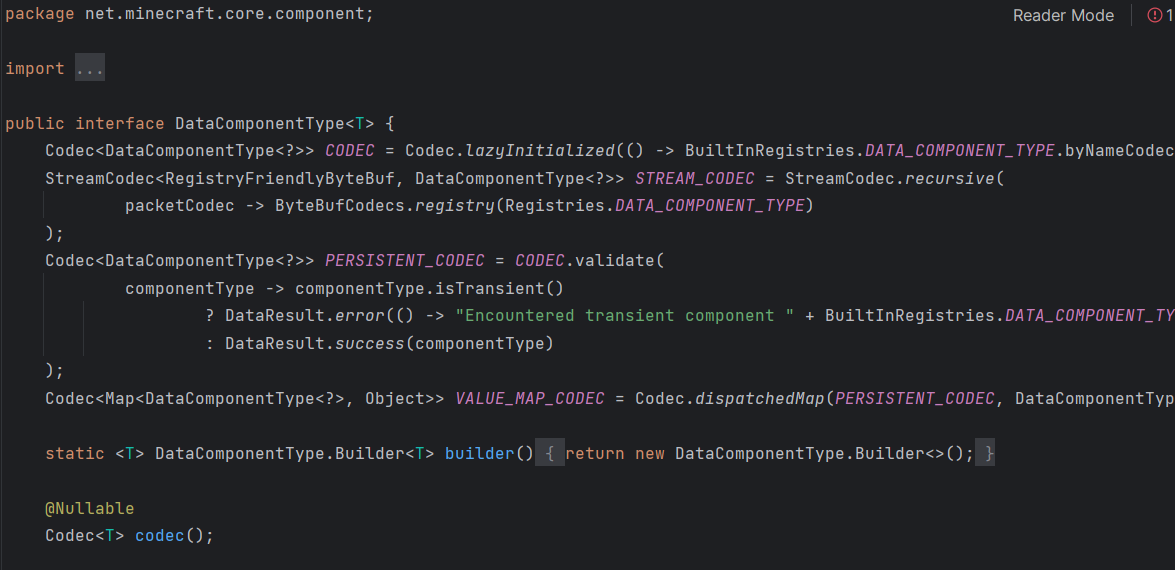 package net.minecraft.core.component;
Reader Mode
1
import ...
public interface DataComponentType<T> {
Codec<DataComponentType<?>> CODEC = Codec.lazyInitialized(() -> BuiltInRegistries.DATA_COMPONENT_TYPE.byNameCodec
StreamCodec<RegistryFriendlyByteBuf, DataComponentType<?>> STREAM_CODEC = StreamCodec.recursive(
packetCodec -> ByteBufCodecs.registry(Registries.DATA_COMPONENT_TYPE)
);
Codec<DataComponentType<?>> PERSISTENT_CODEC = CODEC.validate(
componentType -> componentType.isTransient()
? DataResult.error(() -> "Encountered transient component " + BuiltInRegistries.DATA_COMPONENT_TY
: DataResult.success(componentType)
);
Codec<Map<DataComponentType<?>, Object>> VALUE_MAP_CODEC = Codec.dispatchedMap(PERSISTENT_CODEC, DataComponentTyp
static <T> DataComponentType.Builder<T> builder() { return new DataComponentType.Builder<>(); }
@Nullable
Codec<T> codec();